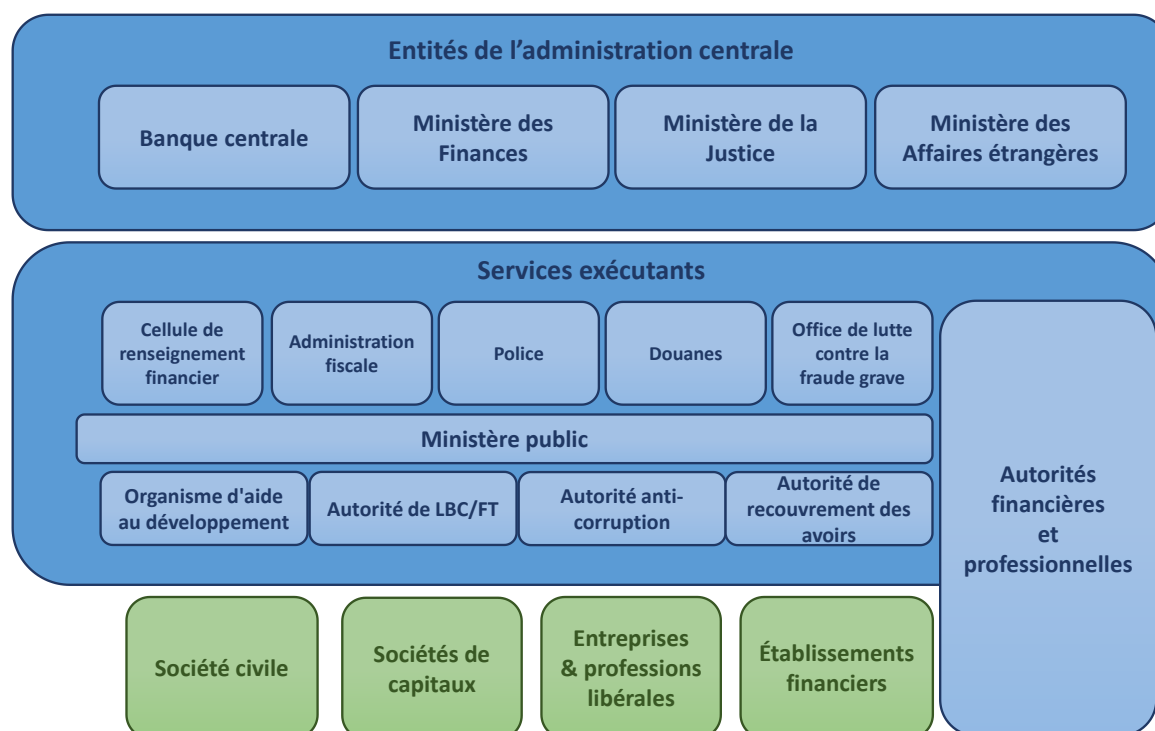 Entités de l’administration centrale
Banque centrale
Ministère des
Finances
Ministère de la
Justice
Ministère des
Affaires étrangères
Services exécutants
Cellule de
renseignement
financier
Administration
fiscale
Police
Douanes
Office de lutte
contre la
fraude grave
Ministère public
Organisme d'aide
au développement
Autorité de LBC/FT
Autorité anti-
corruption
Autorité de
recouvrement des
avoirs
Autorités
financières
et
professionnelles
Société civile
Sociétés de
capitaux
Entreprises
& professions
libérales
Établissements
financiers